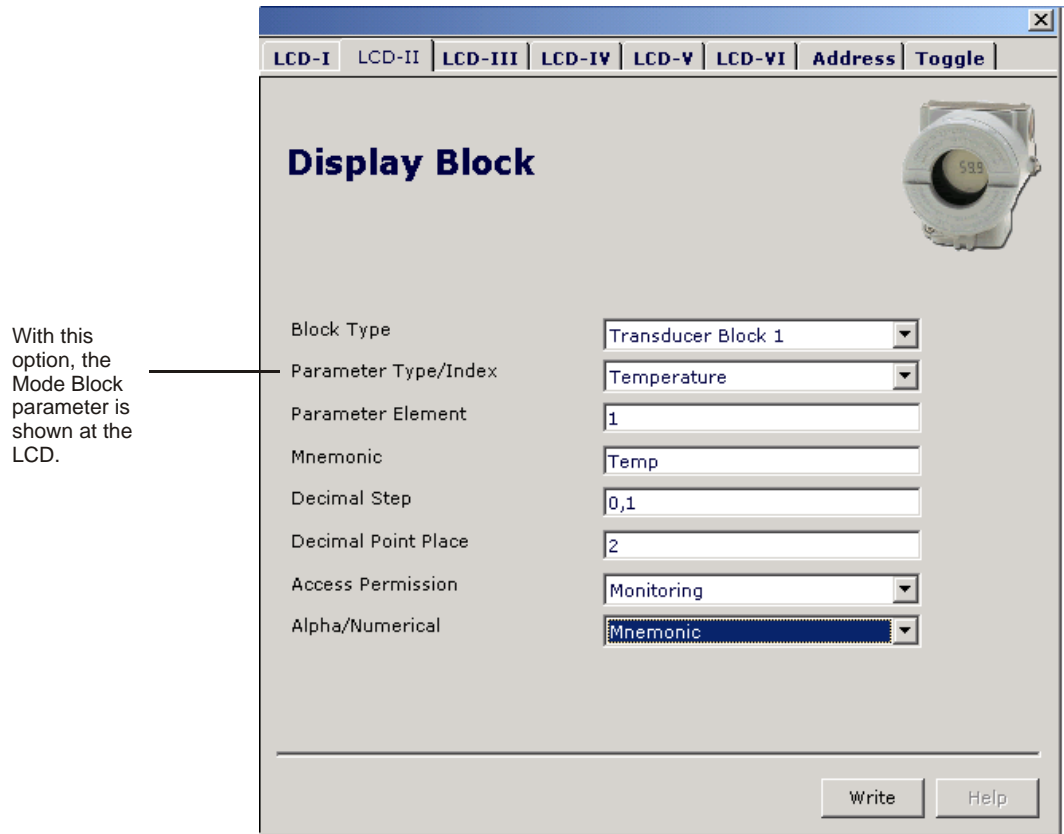 LCD-I LCD-II LCD-III LCD-IV LCD-V LCD-VI Address Toggle
Display Block
59.9
With this
option, the
Mode Block
parameter is
shown at the
LCD.
Block Type Transducer Block 1
Parameter Type/Index Temperature
Parameter Element 1
Mnemonic Temp
Decimal Step 0,1
Decimal Point Place 2
Access Permission Monitoring
Alpha/Numerical Mnemonic
Write Help